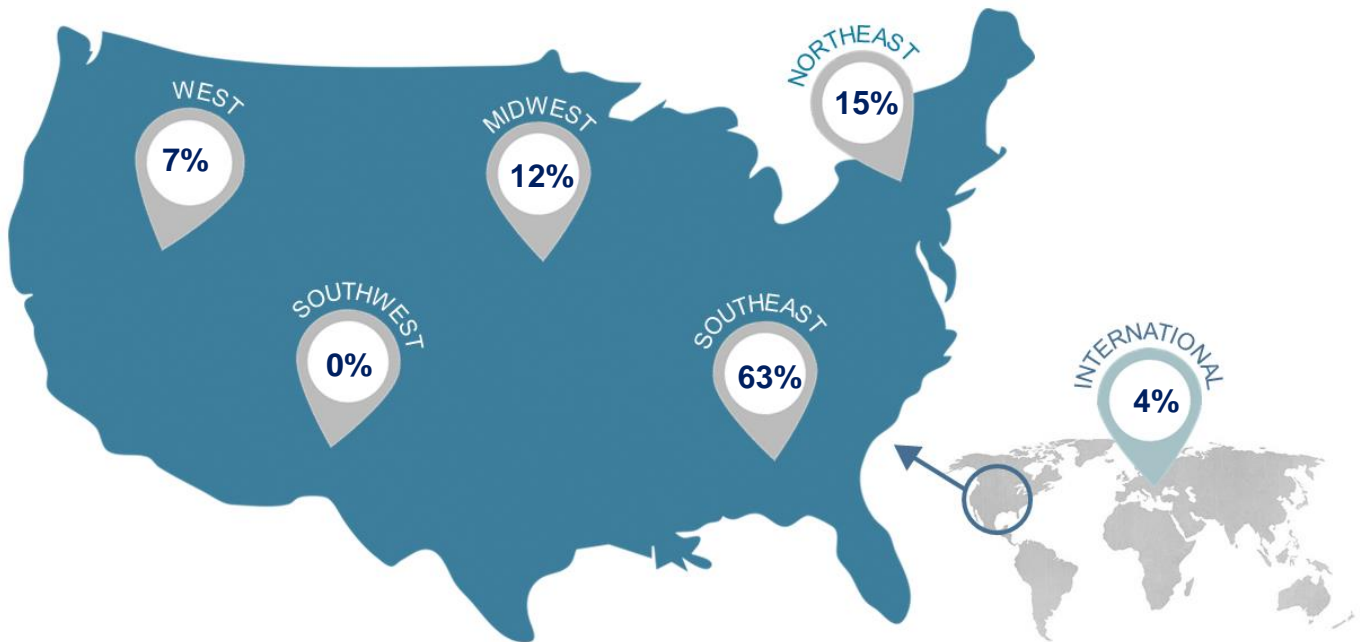 WEST
7%
MIDWEST
12%
NORTHEAST
15%
SOUTHWEST
0%
SOUTHEAST
63%
INTERNATIONAL
4%